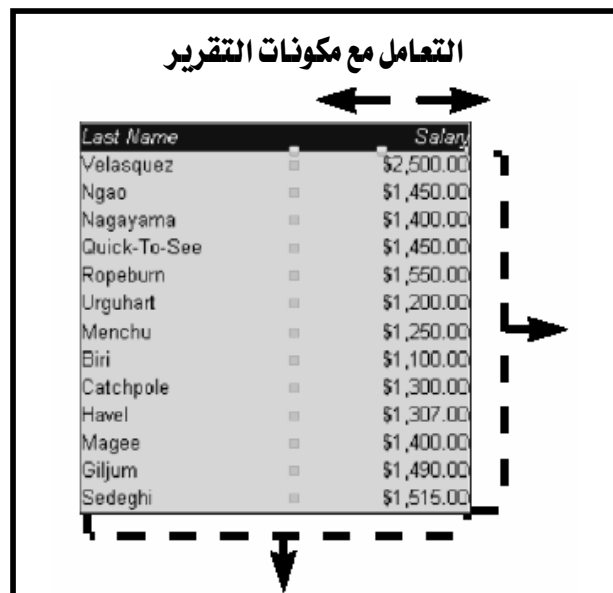 التعامل مع مكونات التقرير
Last Name Salary
Velasquez $2,500.00
Ngao $1,450.00
Nagayama $1,400.00
Quick-To-See $1,450.00
Ropeburn $1,550.00
Urguhart $1,200.00
Menchu $1,250.00
Biri $1,100.00
Catchpole $1,300.00
Havel $1,307.00
Magee $1,400.00
Giljum $1,490.00
Sedeghi $1,515.00